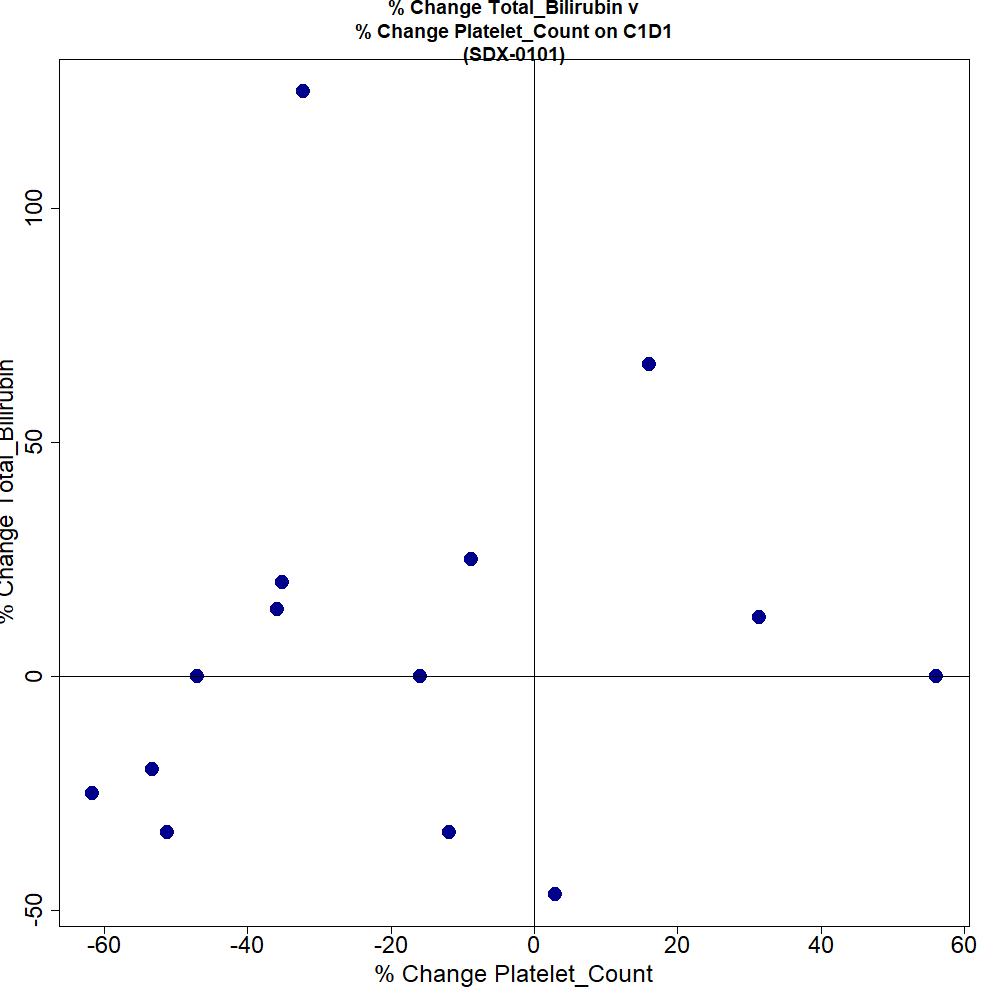 % Change Total_Bilirubin v
% Change Platelet_Count on C1D1
(SDX-0101)
% Change Total_Bilirubin
100
50
0
-50
-60
-40
-20
0
20
40
60
% Change Platelet_Count